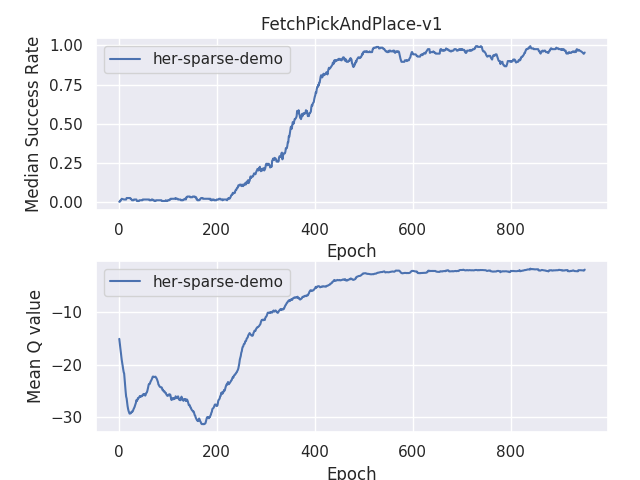 FetchPickAndPlace-v1
1.00
her-sparse-demo
0.75
0.50
0.25
0.00
Median Success Rate
0 200 400 600 800
Epoch
her-sparse-demo
−10
−20
−30
Mean Q value
0 200 400 600 800
Epoch